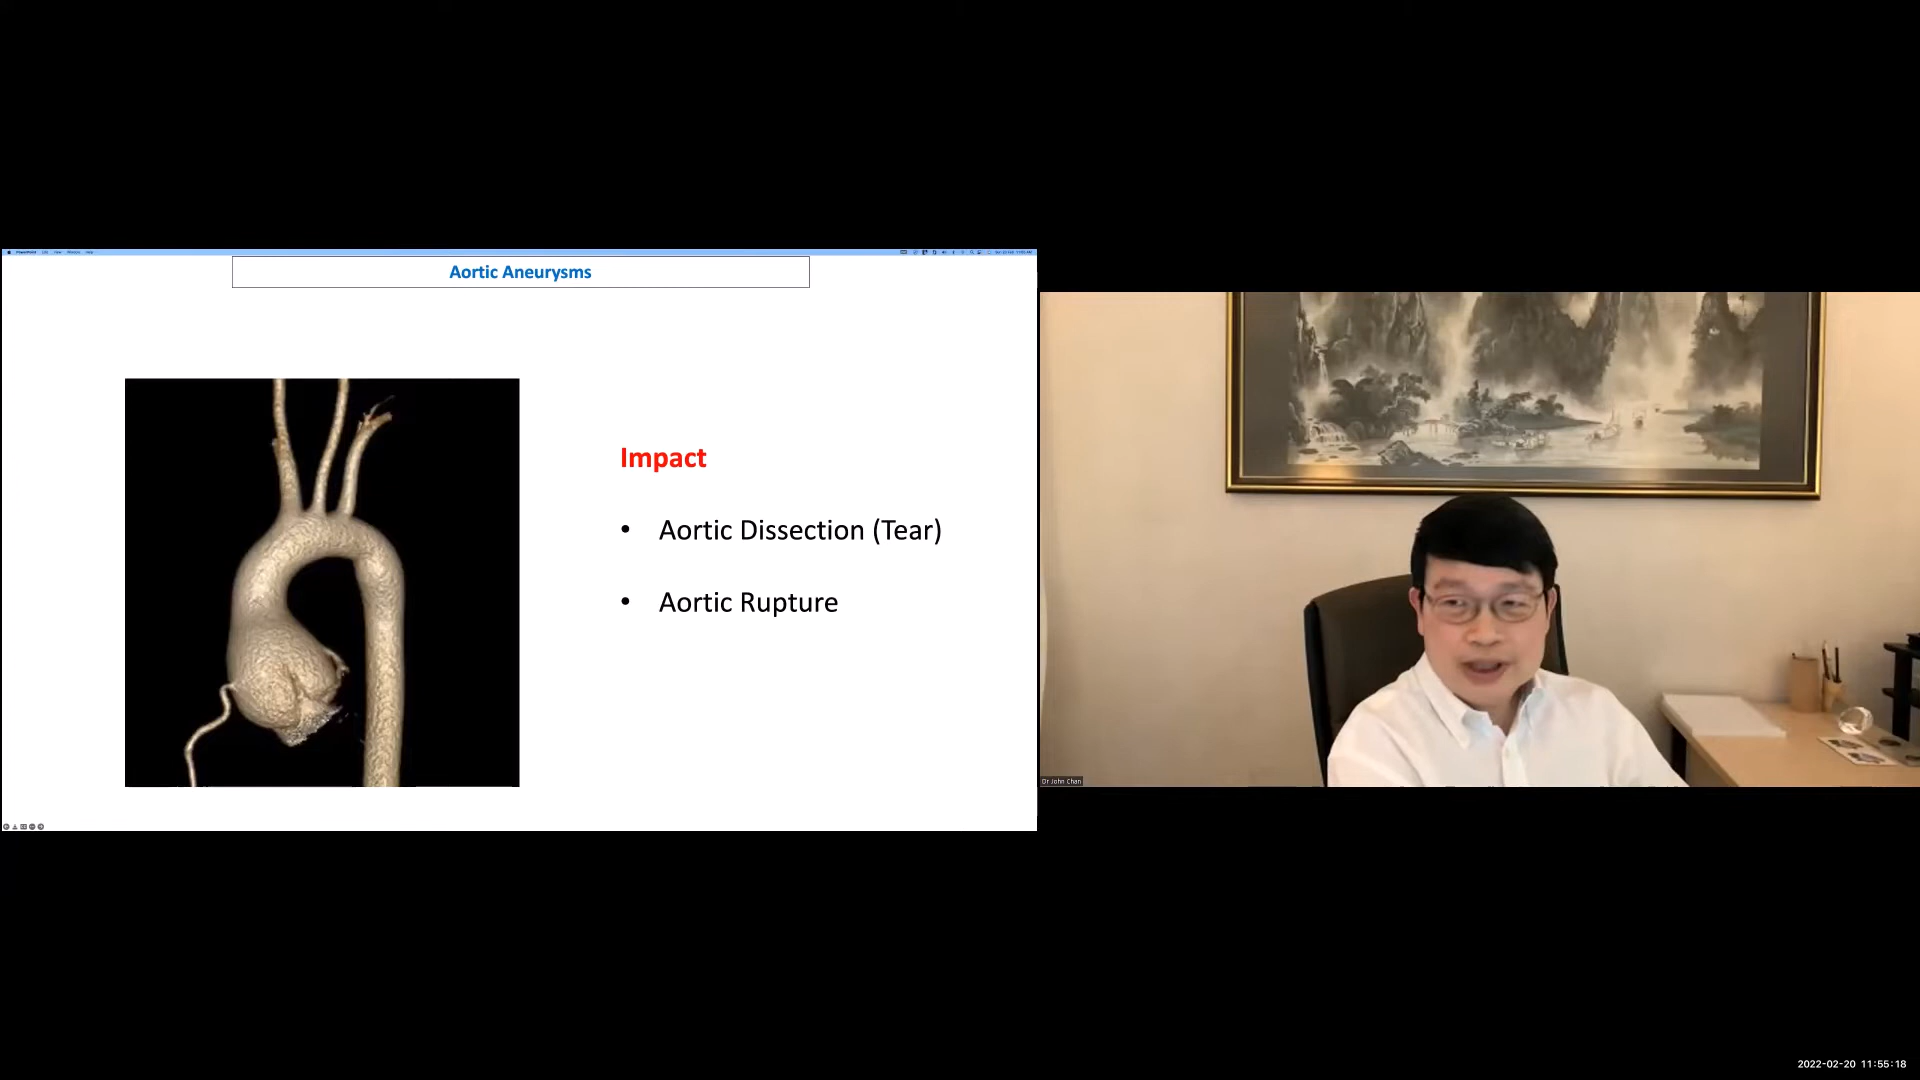 Aortic Aneurysms
Impact
• Aortic Dissection (Tear)
• Aortic Rupture
Dr John Chan
2022-02-20 11:55:18